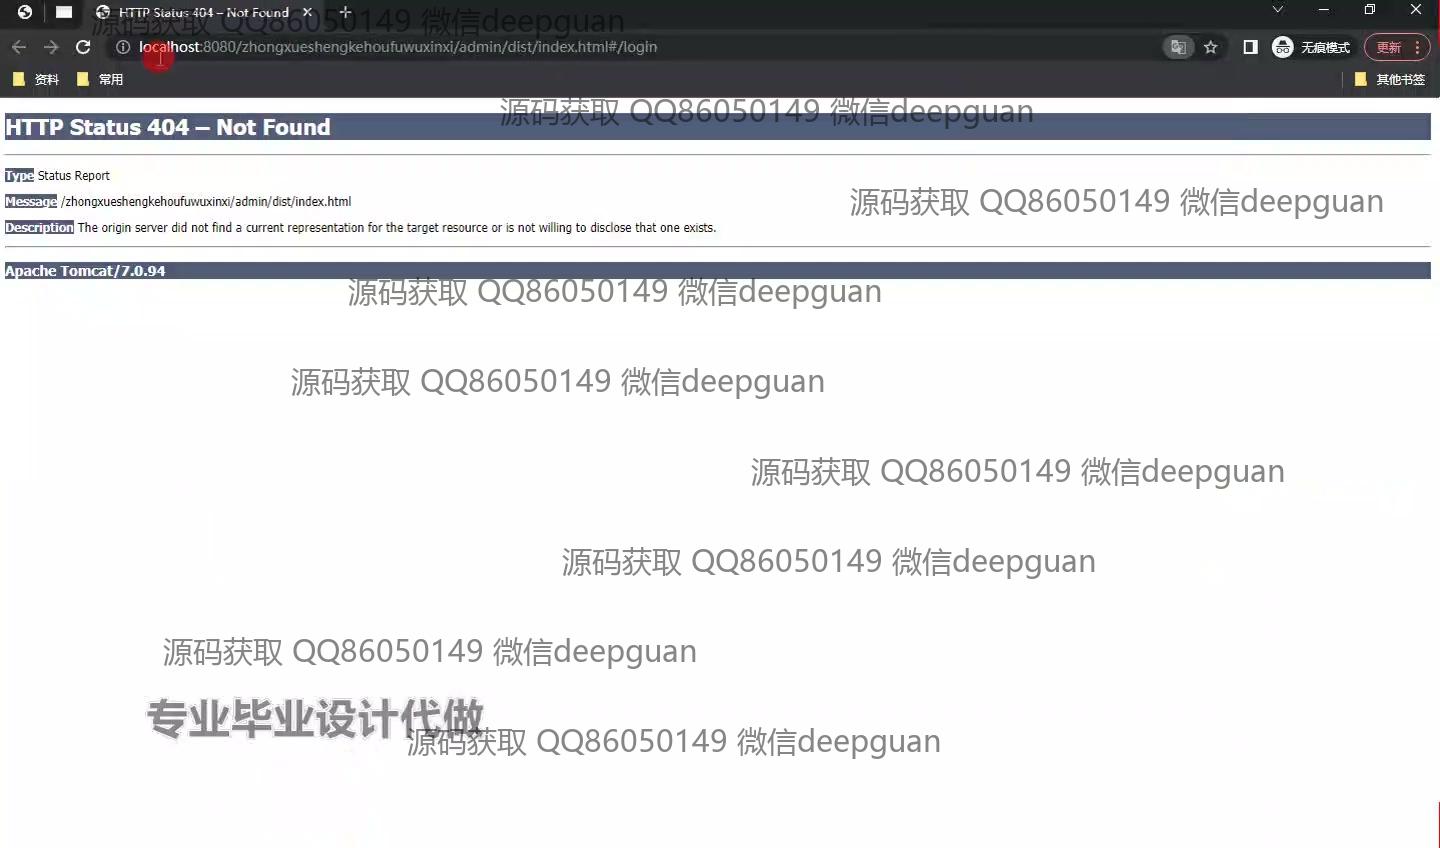 HTTP Status 404 – Not Found
源码获取 QQ86050149 微信deepguan
localhost:8080/zhongxueshengkehoufuwuxinxi/admin/dist/index.html#/login
无痕模式
更新
资料
常用
其他书签
源码获取 QQ86050149 微信deepguan
HTTP Status 404 – Not Found
Type Status Report
源码获取 QQ86050149 微信deepguan
Message /zhongxueshengkehoufuwuxinxi/admin/dist/index.html
Description The origin server did not find a current representation for the target resource or is not willing to disclose that one exists.
Apache Tomcat/7.0.94
源码获取 QQ86050149 微信deepguan
源码获取 QQ86050149 微信deepguan
源码获取 QQ86050149 微信deepguan
源码获取 QQ86050149 微信deepguan
源码获取 QQ86050149 微信deepguan
专业毕业设计代做
源码获取 QQ86050149 微信deepguan